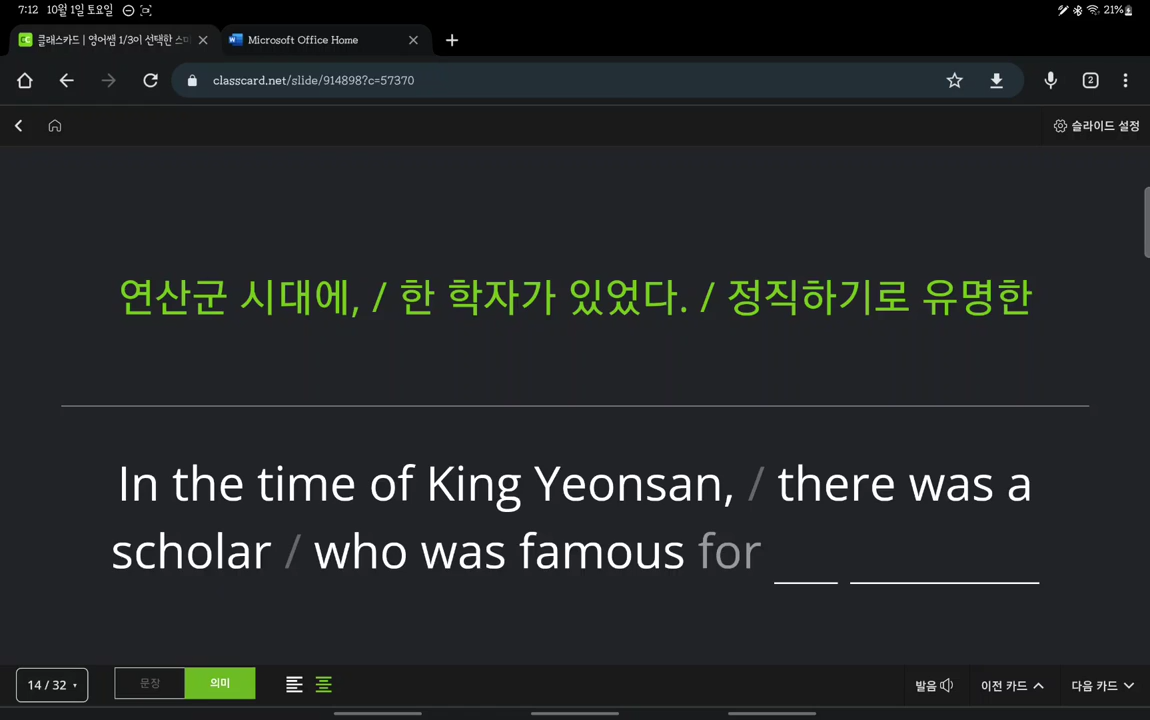 7:12 10월 1일 토요일 21%
클래스카드 | 영어쌤 1/3이 선택한 스마 Microsoft Office Home
classcard.net/slide/914898?c=57370 2
슬라이드 설정
연산군 시대에, / 한 학자가 있었다. / 정직하기로 유명한
In the time of King Yeonsan, / there was a
scholar / who was famous for
14 / 32 문장 의미 발음 이전 카드 다음 카드